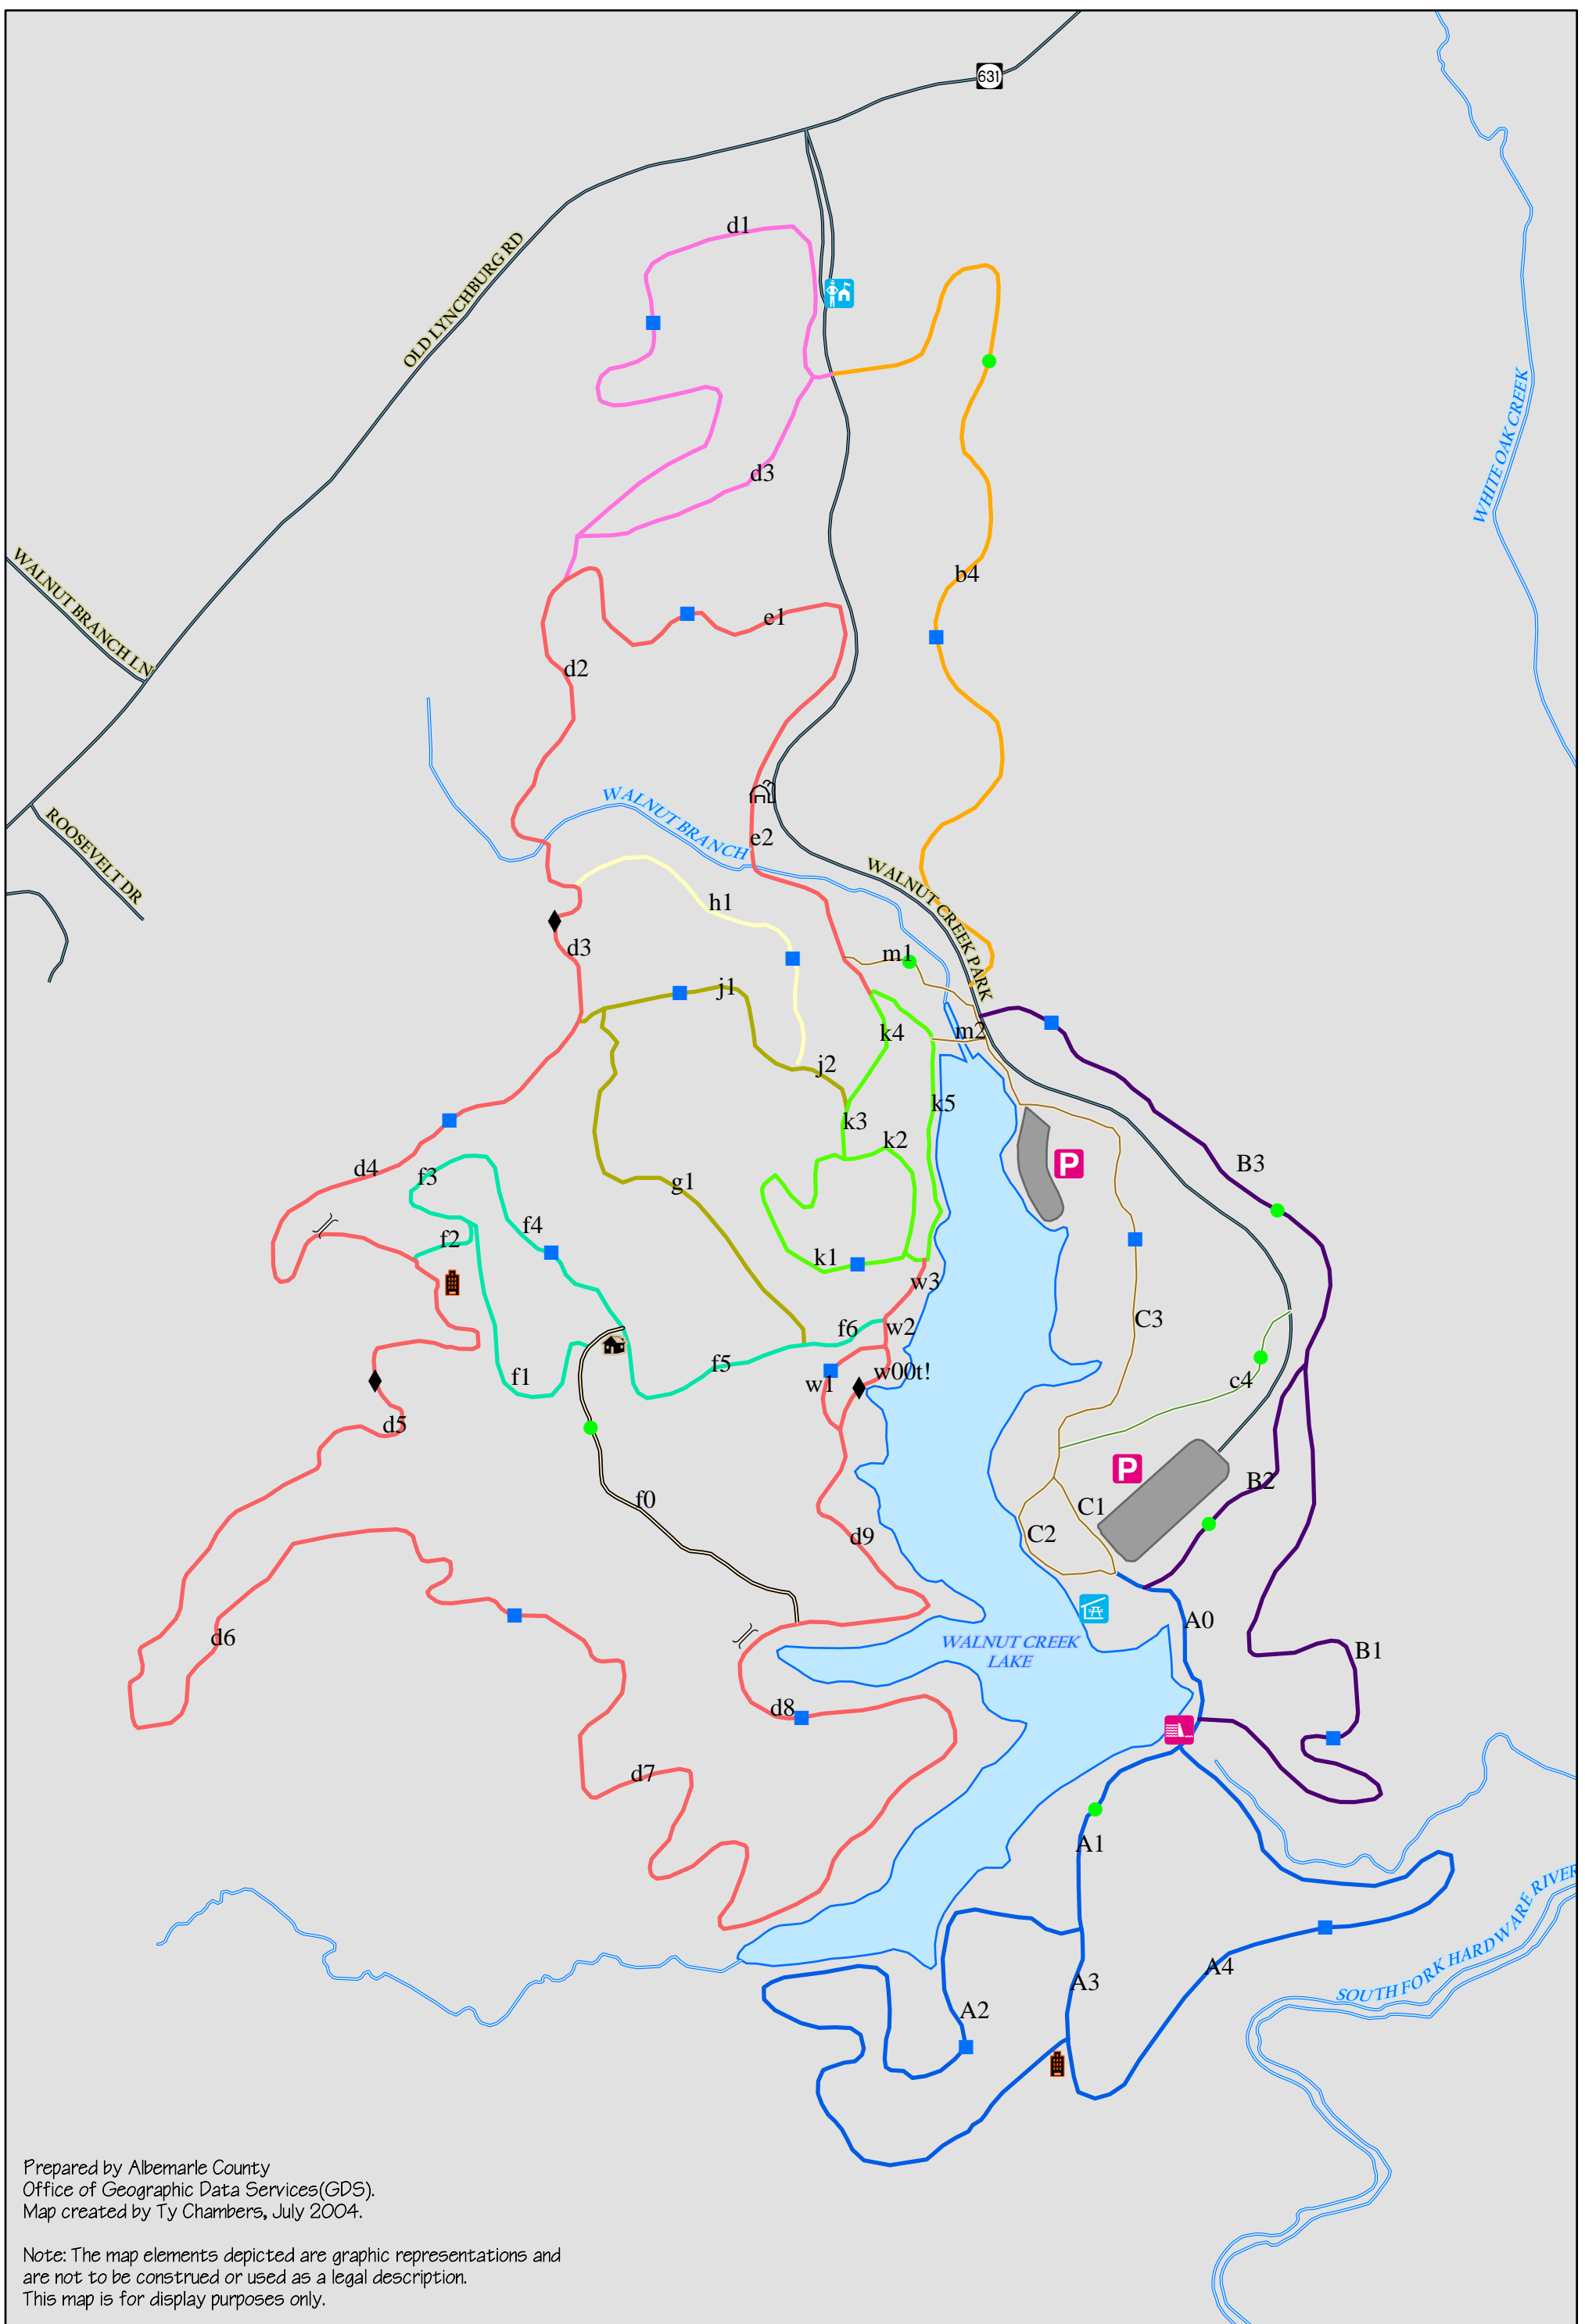 631
d1
OLD LYNCHBURG RD
WHITE OAK CREEK
d3
WALNUT BRANCH LN
b4
e1
d2
WALNUT BRANCH
ROOSEVELT DR
e2
WALNUT CREEK PARK
h1
d3
m1
j1
k4
m2
j2
k5
k3
k2
B3
P
d4
f3
g1
f4
f2
k1
w3
C3
f6
w2
f5
f1
w00t!
w1
c4
d5
P
B2
f0
C1
C2
d9
A0
d6
WALNUT CREEK
LAKE
B1
d8
d7
A1
SOUTH FORK HARDWARE RIVER
A4
A3
A2
Prepared by Albemarle County
Office of Geographic Data Services(GDS).
Map created by Ty Chambers, July 2004.
Note: The map elements depicted are graphic representations and
are not to be construed or used as a legal description.
This map is for display purposes only.